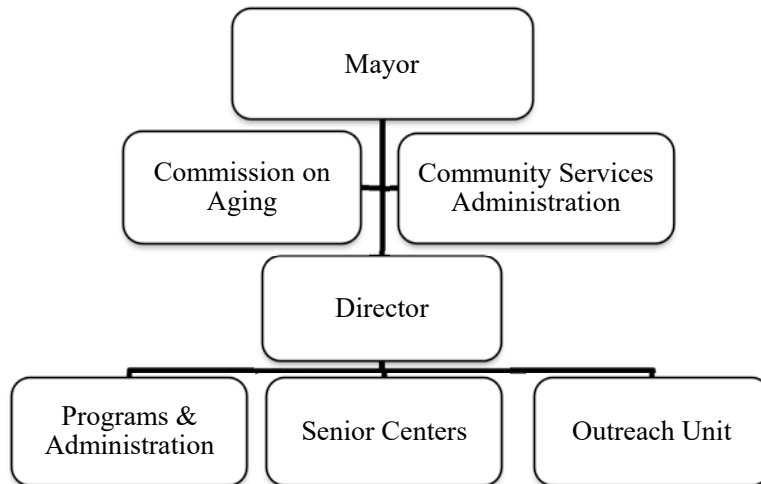 Mayor
Commission on
Aging
Community Services
Administration
Director
Programs &
Administration
Senior Centers
Outreach Unit